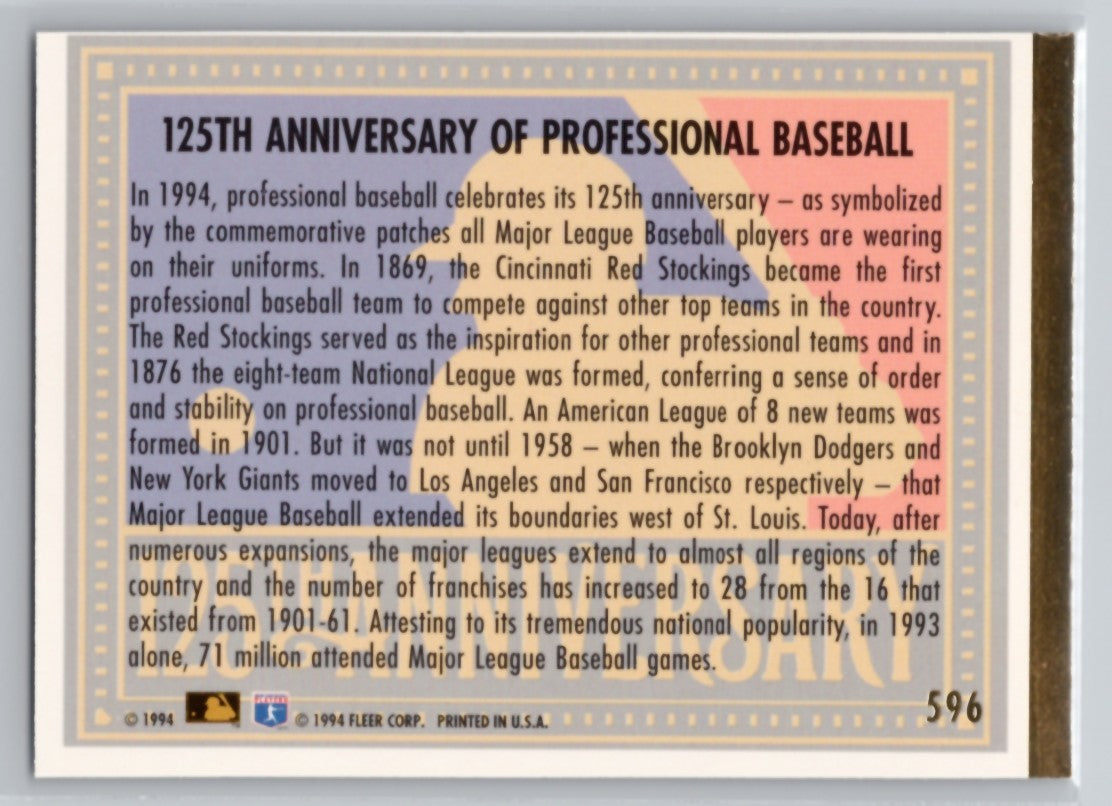 125TH ANNIVERSARY OF PROFESSIONAL BASEBALL
In 1994, professional baseball celebrates its 125th anniversary – as symbolized
by the commemorative patches all Major League Baseball players are wearing
on their uniforms. In 1869, the Cincinnati Red Stockings became the first
professional baseball team to compete against other top teams in the country.
The Red Stockings served as the inspiration for other professional teams and in
1876 the eight-team National League was formed, conferring a sense of order
and stability on professional baseball. An American League of 8 new teams was
formed in 1901. But it was not until 1958 – when the Brooklyn Dodgers and
New York Giants moved to Los Angeles and San Francisco respectively – that
Major League Baseball extended its boundaries west of St. Louis. Today, after
numerous expansions, the major leagues extend to almost all regions of the
country and the number of franchises has increased to 28 from the 16 that
existed from 1901-61. Attesting to its tremendous national popularity, in 1993
alone, 71 million attended Major League Baseball games.
125TH ANNIVERSARY
© 1994 PLAYERS © 1994 FLEER CORP. PRINTED IN U.S.A.
596